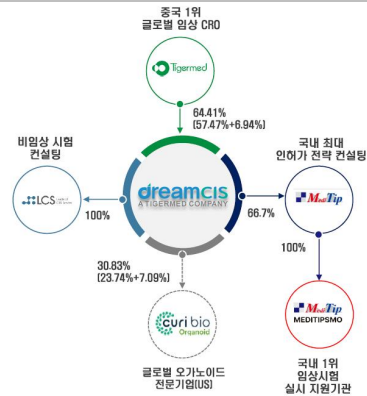 중국 1위
글로벌 임상 CRO
Tigermed
64.41%
(57.47%+6.94%)
비임상 시험
컨설팅
국내 최대
인허가 전략 컨설팅
LCS
dreamcis
A TIGERMED COMPANY
MediTip
100%
66.7%
100%
30.83%
(23.74%+7.09%)
curi bio
Organoid
MediTip
MEDITIPSMO
글로벌 오가노이드
전문기업(US)
국내 1위
임상시험
실시 지원기관